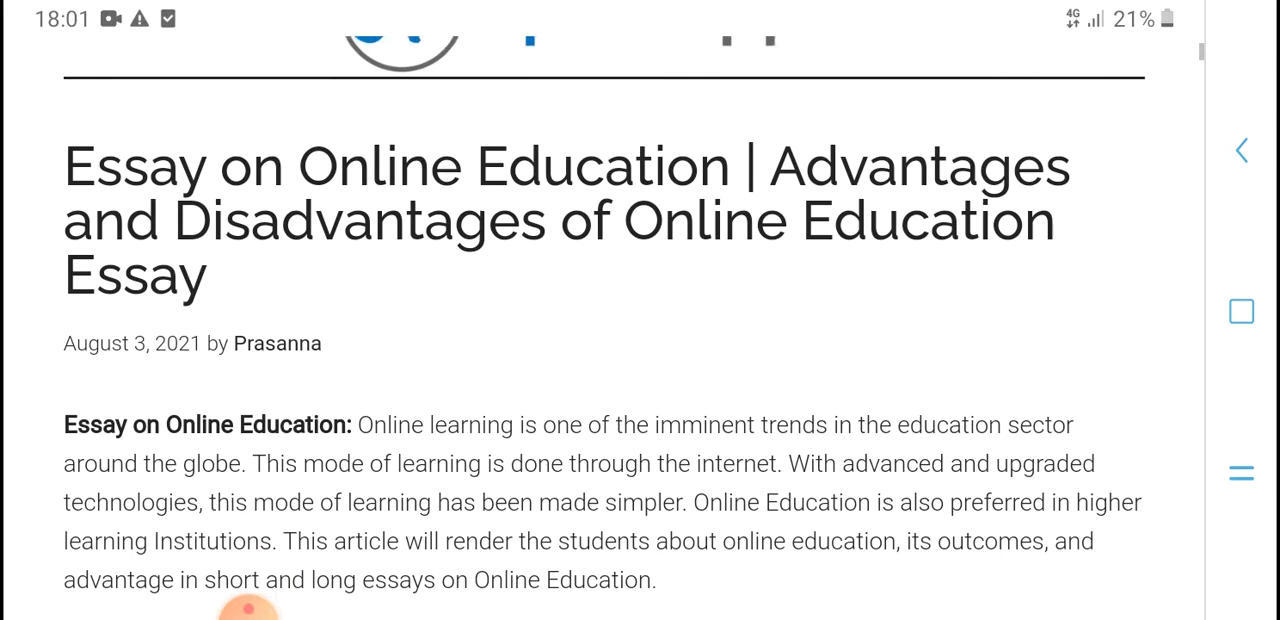 18:01
4G 21%
Essay on Online Education | Advantages
and Disadvantages of Online Education
Essay
August 3, 2021 by Prasanna
Essay on Online Education: Online learning is one of the imminent trends in the education sector
around the globe. This mode of learning is done through the internet. With advanced and upgraded
technologies, this mode of learning has been made simpler. Online Education is also preferred in higher
learning Institutions. This article will render the students about online education, its outcomes, and
advantage in short and long essays on Online Education.